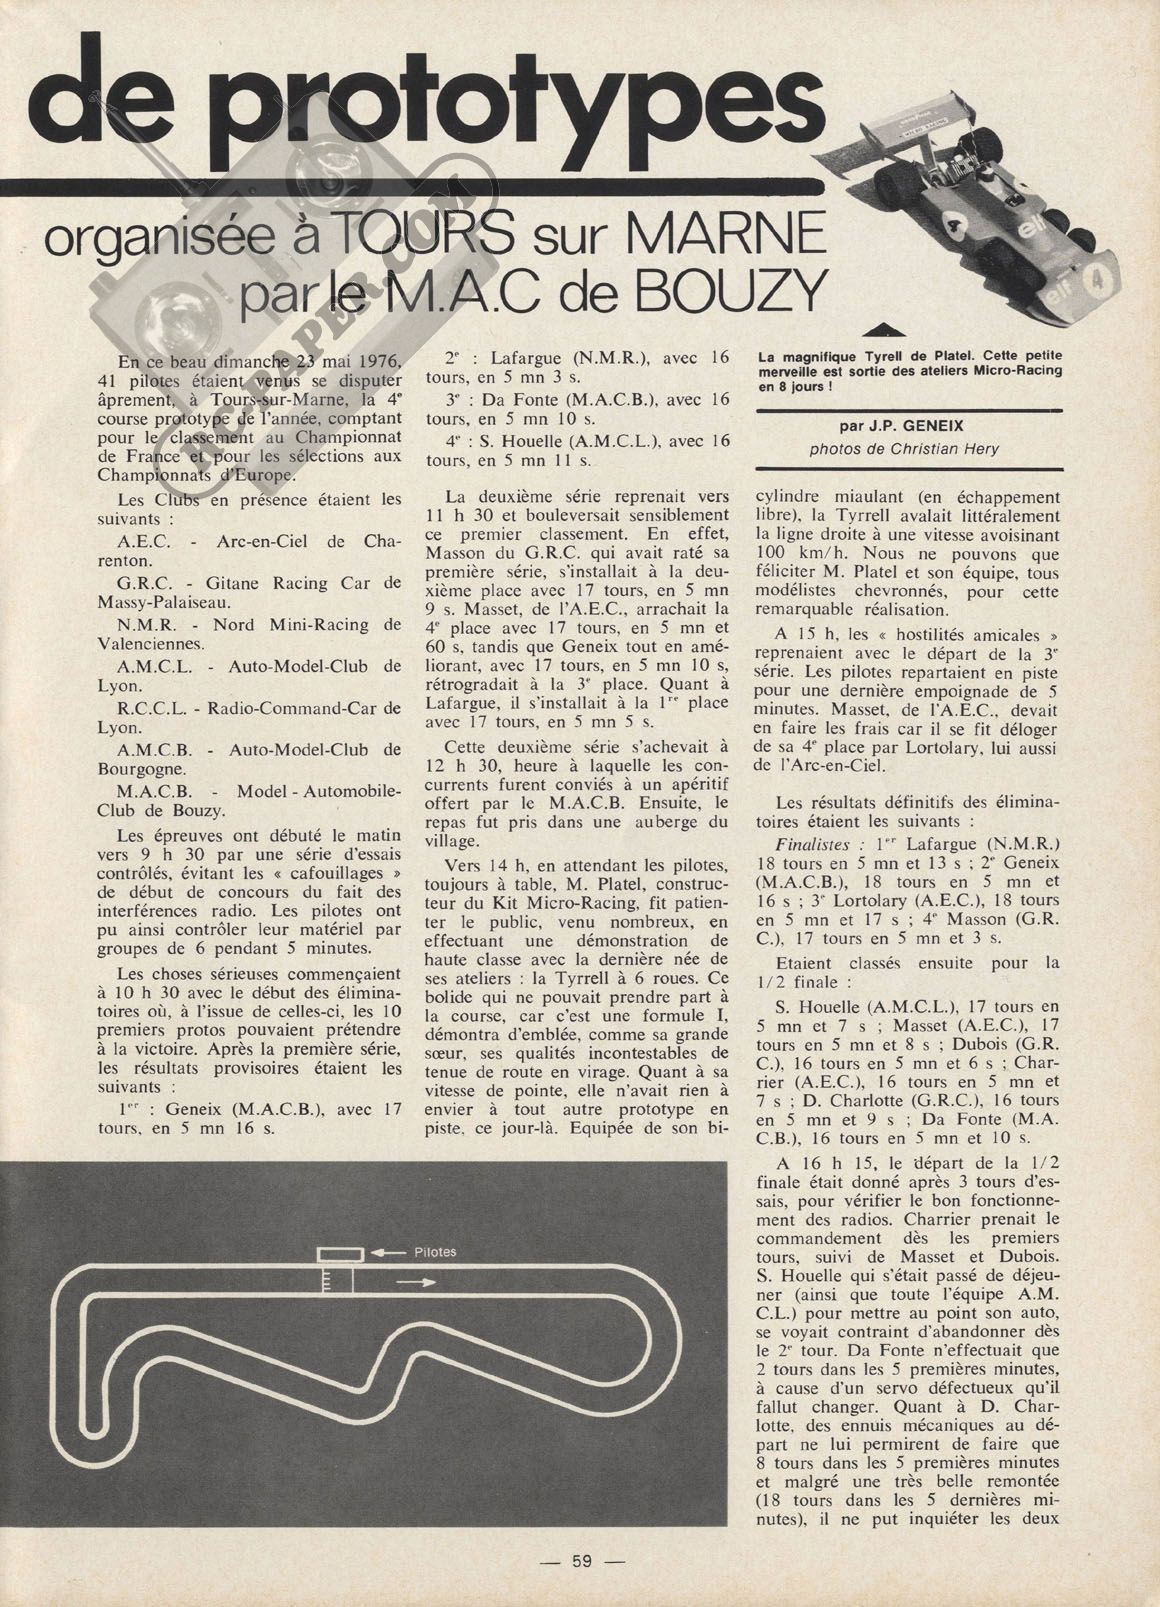 de prototypes
organisée à TOURS sur MARNE
par le M.A.C de BOUZY
RC-PAPER.COM
MICRO RACING
4
elf
elf
4
La magnifique Tyrell de Platel. Cette petite
merveille est sortie des ateliers Micro-Racing
en 8 jours !
par J.P. GENEIX
photos de Christian Hery
En ce beau dimanche 23 mai 1976,
41 pilotes étaient venus se disputer
âprement, à Tours-sur-Marne, la 4e
course prototype de l'année, comptant
pour le classement au Championnat
de France et pour les sélections aux
Championnats d'Europe.
Les Clubs en présence étaient les
suivants :
A.E.C. - Arc-en-Ciel de Cha-
renton.
G.R.C. - Gitane Racing Car de
Massy-Palaiseau.
N.M.R. - Nord Mini-Racing de
Valenciennes.
A.M.C.L. - Auto-Model-Club de
Lyon.
R.C.C.L. - Radio-Command-Car de
Lyon.
A.M.C.B. - Auto-Model-Club de
Bourgogne.
M.A.C.B. - Model - Automobile-
Club de Bouzy.
Les épreuves ont débuté le matin
vers 9 h 30 par une série d'essais
contrôlés, évitant les « cafouillages »
de début de concours du fait des
interférences radio. Les pilotes ont
pu ainsi contrôler leur matériel par
groupes de 6 pendant 5 minutes.
Les choses sérieuses commençaient
à 10 h 30 avec le début des élimina-
toires où, à l'issue de celles-ci, les 10
premiers protos pouvaient prétendre
à la victoire. Après la première série,
les résultats provisoires étaient les
suivants :
1er : Geneix (M.A.C.B.), avec 17
tours, en 5 mn 16 s.
2e : Lafargue (N.M.R.), avec 16
tours, en 5 mn 3 s.
3e : Da Fonte (M.A.C.B.), avec 16
tours, en 5 mn 10 s.
4e : S. Houelle (A.M.C.L.), avec 16
tours, en 5 mn 11 s.
La deuxième série reprenait vers
11 h 30 et bouleversait sensiblement
ce premier classement. En effet,
Masson du G.R.C. qui avait raté sa
première série, s'installait à la deu-
xième place avec 17 tours, en 5 mn
9 s. Masset, de l'A.E.C., arrachait la
4e place avec 17 tours, en 5 mn et
60 s, tandis que Geneix tout en amé-
liorant, avec 17 tours, en 5 mn 10 s,
rétrogradait à la 3e place. Quant à
Lafargue, il s'installait à la 1re place
avec 17 tours, en 5 mn 5 s.
Cette deuxième série s'achevait à
12 h 30, heure à laquelle les con-
currents furent conviés à un apéritif
offert par le M.A.C.B. Ensuite, le
repas fut pris dans une auberge du
village.
Vers 14 h, en attendant les pilotes,
toujours à table, M. Platel, construc-
teur du Kit Micro-Racing, fit patien-
ter le public, venu nombreux, en
effectuant une démonstration de
haute classe avec la dernière née de
ses ateliers : la Tyrrell à 6 roues. Ce
bolide qui ne pouvait prendre part à
la course, car c'est une formule I,
démontra d'emblée, comme sa grande
sœur, ses qualités incontestables de
tenue de route en virage. Quant à sa
vitesse de pointe, elle n'avait rien à
envier à tout autre prototype en
piste, ce jour-là. Equipée de son bi-
cylindre miaulant (en échappement
libre), la Tyrrell avalait littéralement
la ligne droite à une vitesse avoisinant
100 km/h. Nous ne pouvons que
féliciter M. Platel et son équipe, tous
modélistes chevronnés, pour cette
remarquable réalisation.
A 15 h, les « hostilités amicales »
reprenaient avec le départ de la 3e
série. Les pilotes repartaient en piste
pour une dernière empoignade de 5
minutes. Masset, de l'A.E.C., devait
en faire les frais car il se fit déloger
de sa 4e place par Lortolary, lui aussi
de l'Arc-en-Ciel.
Les résultats définitifs des élimina-
toires étaient les suivants :
Finalistes : 1er Lafargue (N.M.R.)
18 tours en 5 mn et 13 s ; 2e Geneix
(M.A.C.B.), 18 tours en 5 mn et
16 s ; 3e Lortolary (A.E.C.), 18 tours
en 5 mn et 17 s ; 4e Masson (G.R.
C.), 17 tours en 5 mn et 3 s.
Etaient classés ensuite pour la
1/2 finale :
S. Houelle (A.M.C.L.), 17 tours en
5 mn et 7 s ; Masset (A.E.C.), 17
tours en 5 mn et 8 s ; Dubois (G.R.
C.), 16 tours en 5 mn et 6 s ; Char-
rier (A.E.C.), 16 tours en 5 mn et
7 s ; D. Charlotte (G.R.C.), 16 tours
en 5 mn et 9 s ; Da Fonte (M.A.
C.B.), 16 tours en 5 mn et 10 s.
A 16 h 15, le départ de la 1/2
finale était donné après 3 tours d'es-
sais, pour vérifier le bon fonctionne-
ment des radios. Charrier prenait le
commandement dès les premiers
tours, suivi de Masset et Dubois.
S. Houelle qui s'était passé de déjeu-
ner (ainsi que toute l'équipe A.M.
C.L.) pour mettre au point son auto,
se voyait contraint d'abandonner dès
le 2e tour. Da Fonte n'effectuait que
2 tours dans les 5 premières minutes,
à cause d'un servo défectueux qu'il
fallut changer. Quant à D. Char-
lotte, des ennuis mécaniques au dé-
part ne lui permirent de faire que
8 tours dans les 5 premières minutes
et malgré une très belle remontée
(18 tours dans les 5 dernières mi-
nutes), il ne put inquiéter les deux
Pilotes
— 59 —